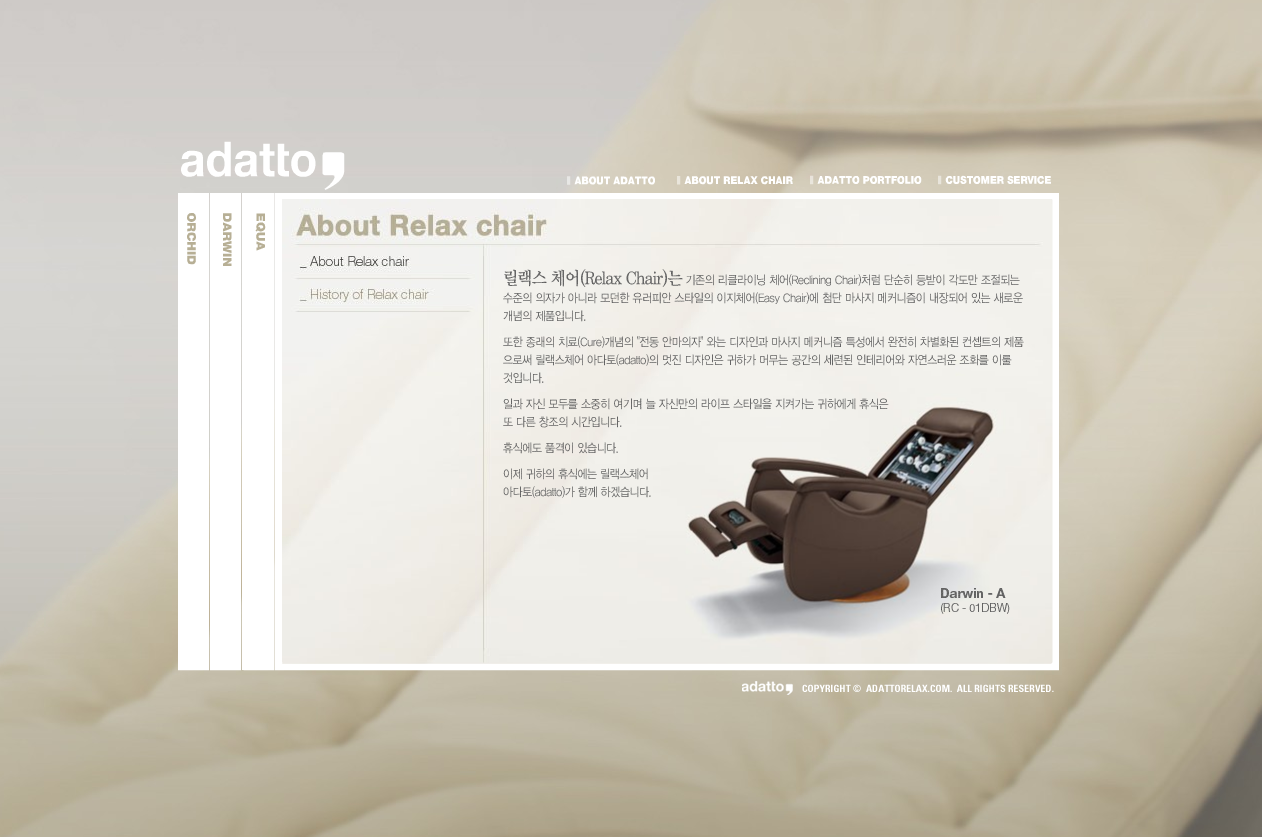 adatto
ABOUT ADATTO
ABOUT RELAX CHAIR
ADATTO PORTFOLIO
CUSTOMER SERVICE
ORCHID
DARWIN
EQUA
About Relax chair
_ About Relax chair
_ History of Relax chair
릴랙스 체어(Relax Chair)는 기존의 리클라이닝 체어(Reclining Chair)처럼 단순히 등받이 각도만 조절되는
수준의 의자가 아니라 모던한 유러피안 스타일의 이지체어(Easy Chair)에 첨단 마사지 메커니즘이 내장되어 있는 새로운
개념의 제품입니다.
또한 종래의 치료(Cure)개념의 "전동 안마의자" 와는 디자인과 마사지 메커니즘 특성에서 완전히 차별화된 컨셉트의 제품
으로써 릴랙스체어 아다토(adatto)의 멋진 디자인은 귀하가 머무는 공간의 세련된 인테리어와 자연스러운 조화를 이룰
것입니다.
일과 자신 모두를 소중히 여기며 늘 자신만의 라이프 스타일을 지켜가는 귀하에게 휴식은
또 다른 창조의 시간입니다.
휴식에도 품격이 있습니다.
이제 귀하의 휴식에는 릴랙스체어
아다토(adatto)가 함께 하겠습니다.
Darwin - A
(RC - 01DBW)
adatto COPYRIGHT © ADATTORELAX.COM. ALL RIGHTS RESERVED.